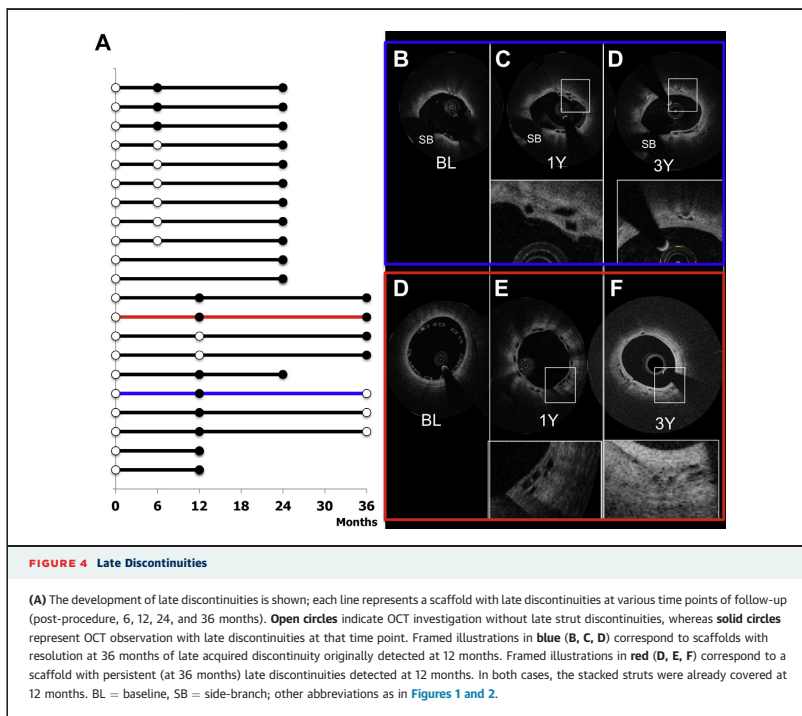 A
B
C
D
SB
SB
SB
BL
1Y
3Y
D
E
F
BL
1Y
3Y
0 6 12 18 24 30 36
Months
FIGURE 4 Late Discontinuities
(A) The development of late discontinuities is shown; each line represents a scaffold with late discontinuities at various time points of follow-up
(post-procedure, 6, 12, 24, and 36 months). Open circles indicate OCT investigation without late strut discontinuities, whereas solid circles
represent OCT observation with late discontinuities at that time point. Framed illustrations in blue (B, C, D) correspond to scaffolds with
resolution at 36 months of late acquired discontinuity originally detected at 12 months. Framed illustrations in red (D, E, F) correspond to a
scaffold with persistent (at 36 months) late discontinuities detected at 12 months. In both cases, the stacked struts were already covered at
12 months. BL = baseline, SB = side-branch; other abbreviations as in Figures 1 and 2.